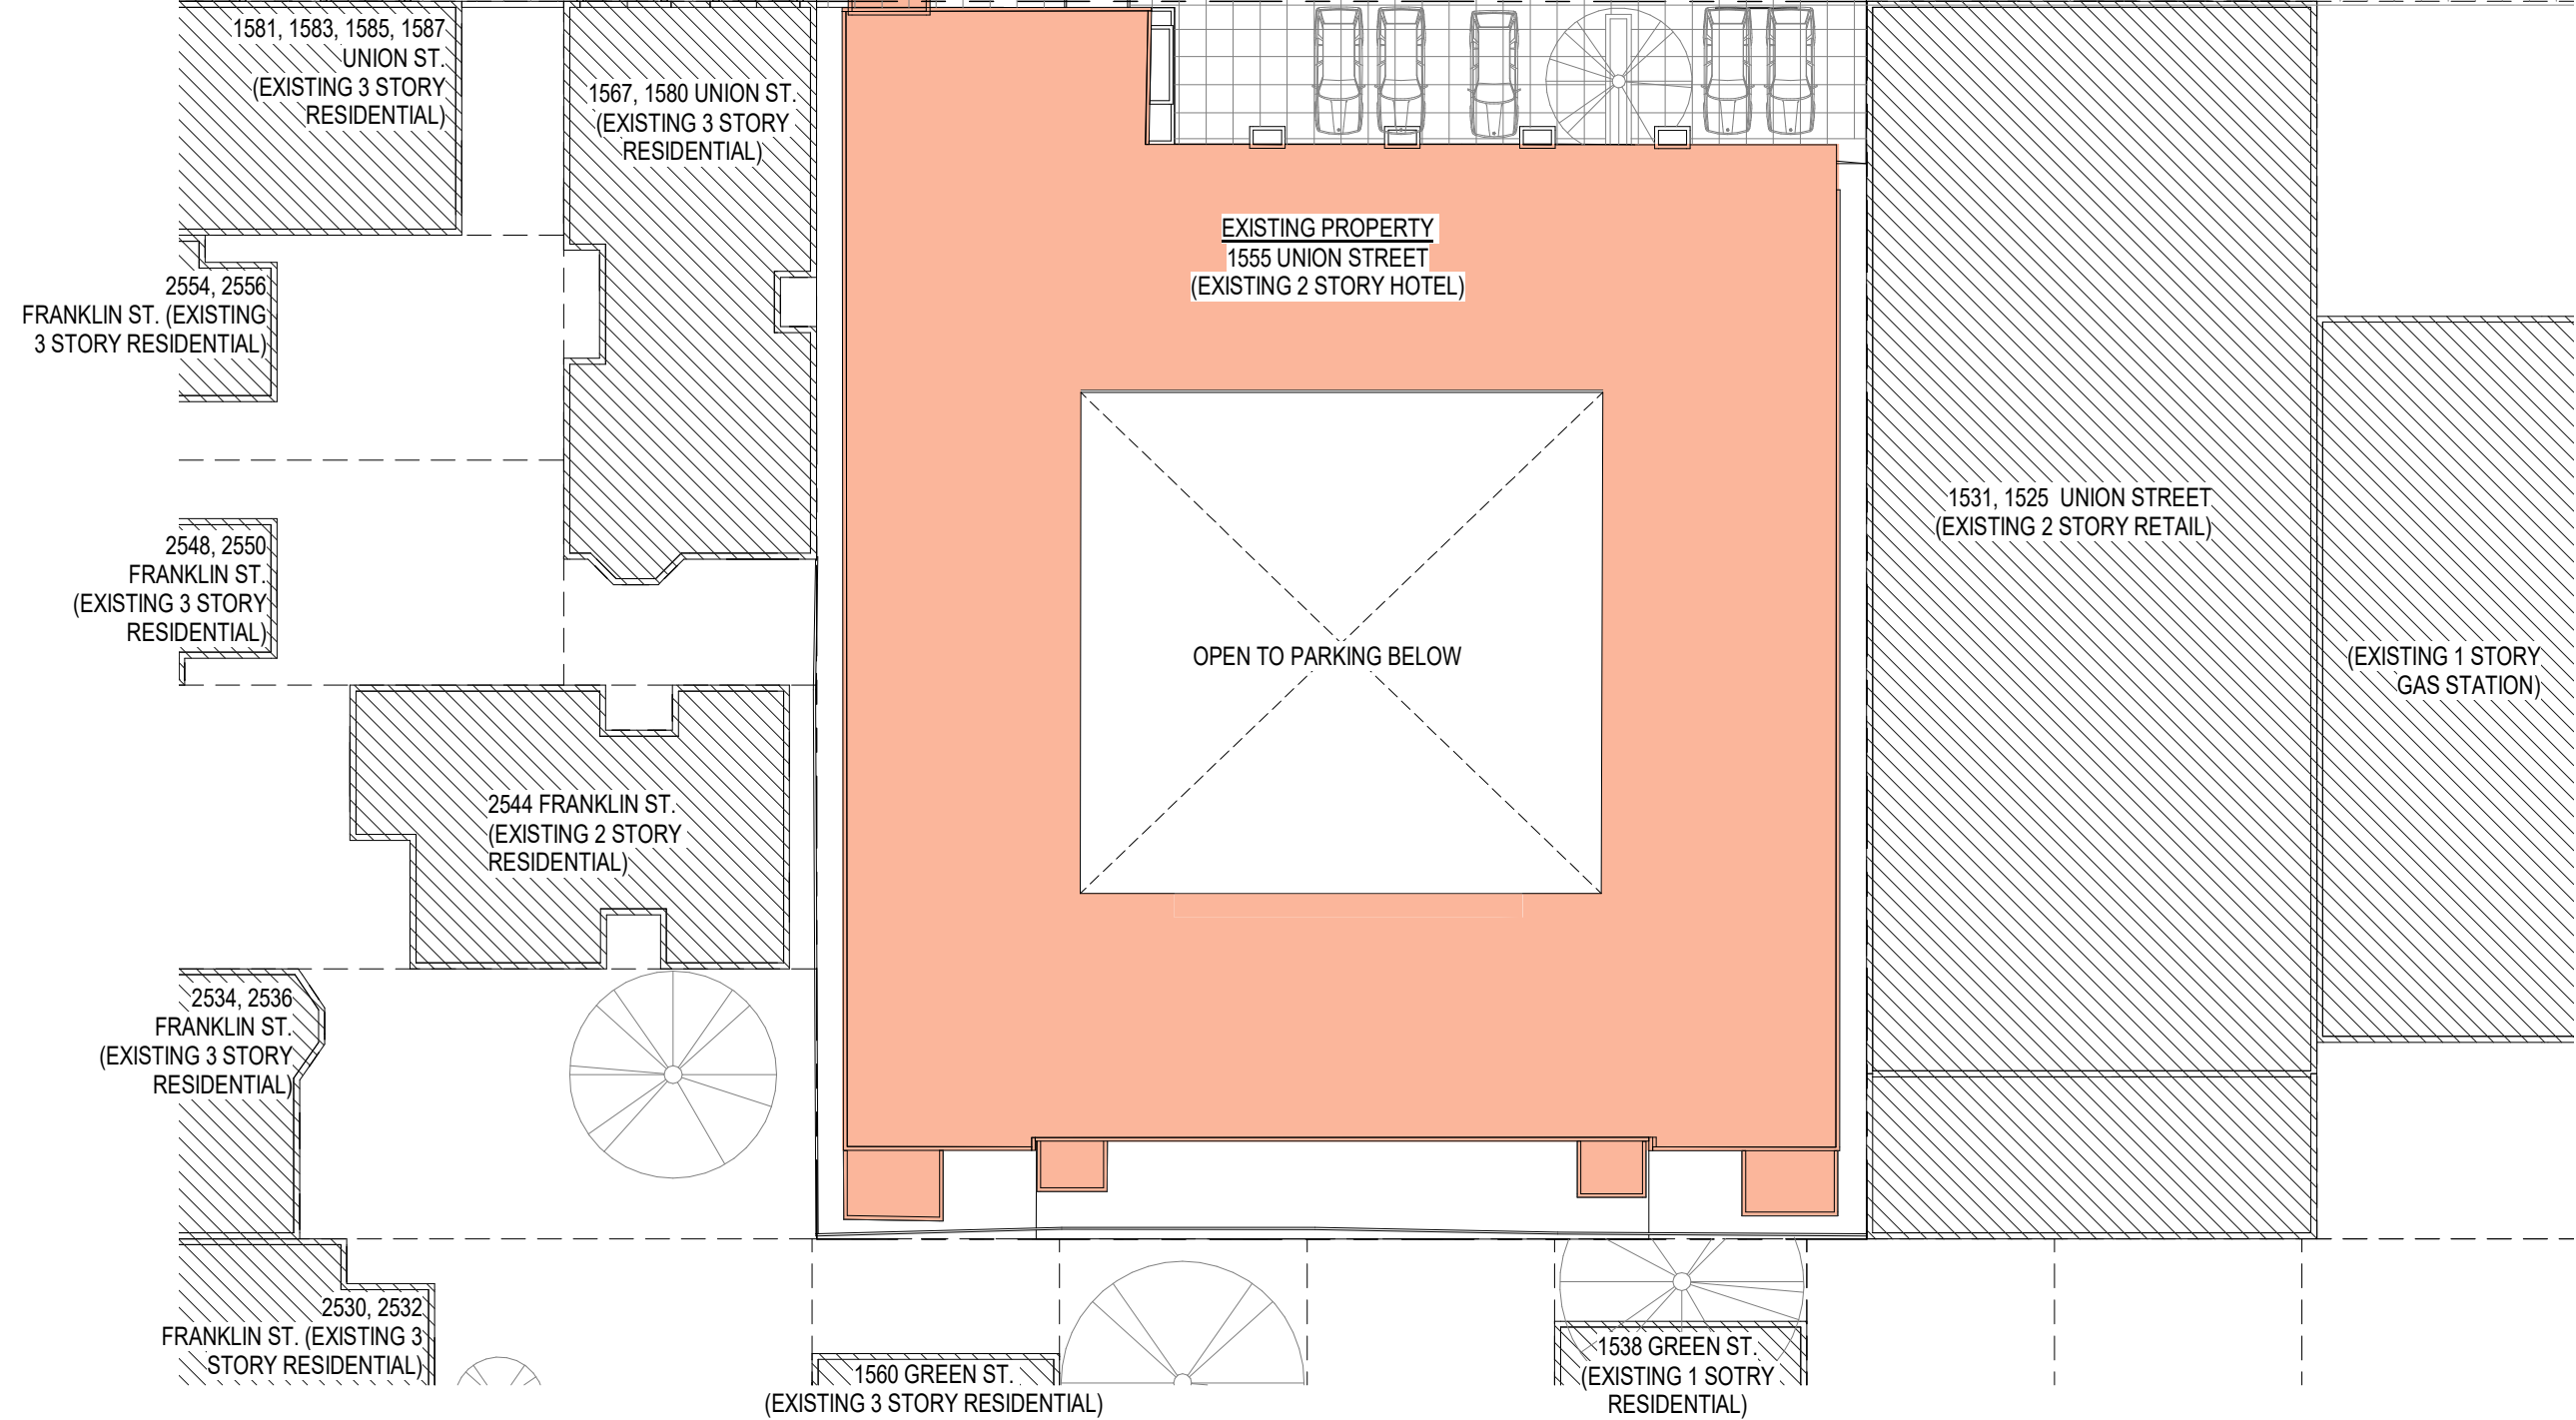 1581, 1583, 1585, 1587
UNION ST.
(EXISTING 3 STORY
RESIDENTIAL)
1567, 1580 UNION ST.
(EXISTING 3 STORY
RESIDENTIAL)
EXISTING PROPERTY
1555 UNION STREET
(EXISTING 2 STORY HOTEL)
2554, 2556
FRANKLIN ST. (EXISTING
3 STORY RESIDENTIAL)
1531, 1525 UNION STREET
(EXISTING 2 STORY RETAIL)
2548, 2550
FRANKLIN ST.
(EXISTING 3 STORY
RESIDENTIAL)
OPEN TO PARKING BELOW
(EXISTING 1 STORY
GAS STATION)
2544 FRANKLIN ST.
(EXISTING 2 STORY
RESIDENTIAL)
2534, 2536
FRANKLIN ST.
(EXISTING 3 STORY
RESIDENTIAL)
2530, 2532
FRANKLIN ST. (EXISTING 3
STORY RESIDENTIAL)
1560 GREEN ST.
(EXISTING 3 STORY RESIDENTIAL)
1538 GREEN ST.
(EXISTING 1 SOTRY
RESIDENTIAL)